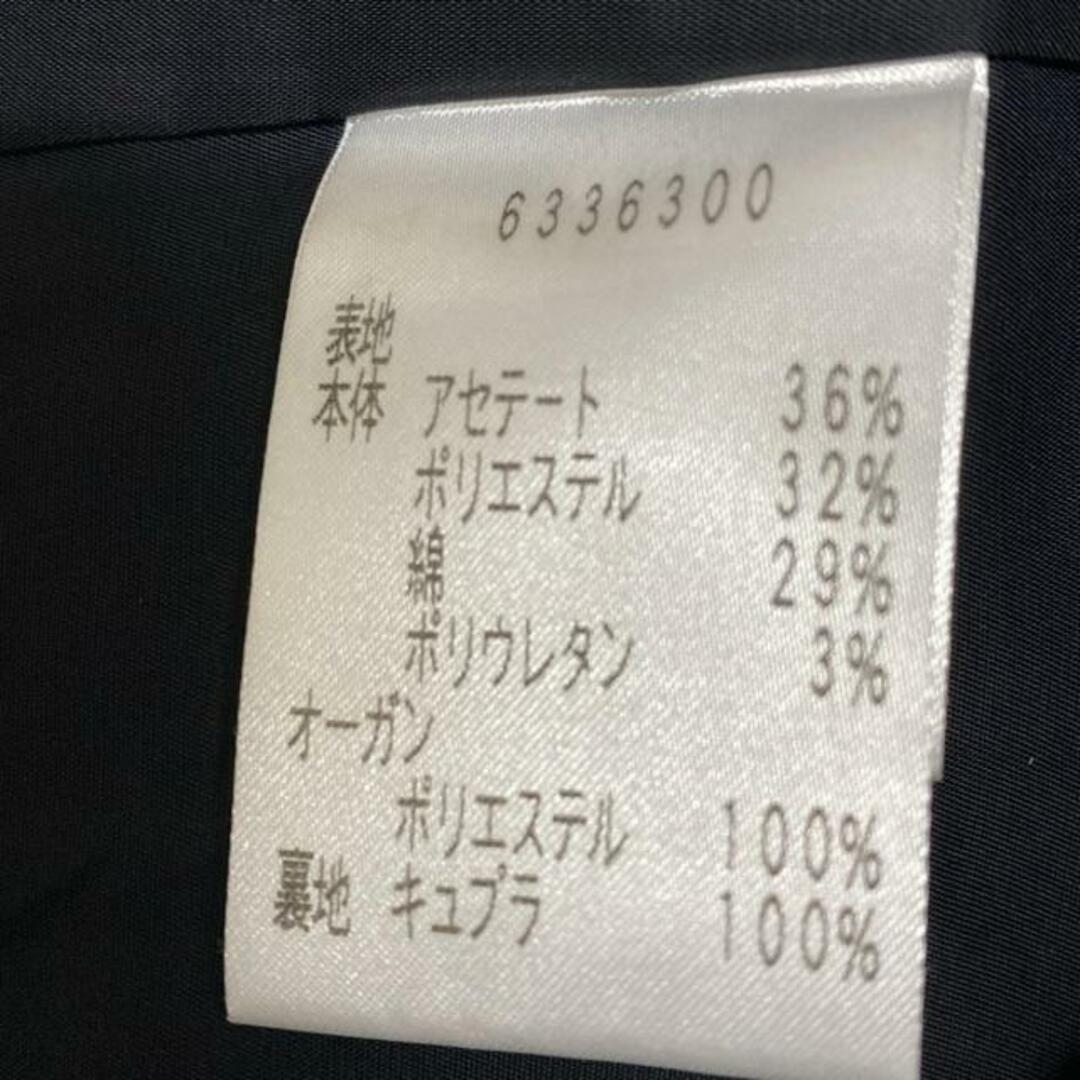 6336300
表地
本体 アセテート 36%
ポリエステル 32%
綿 29%
ポリウレタン 3%
オーガン
ポリエステル 100%
裏地 キュプラ 100%